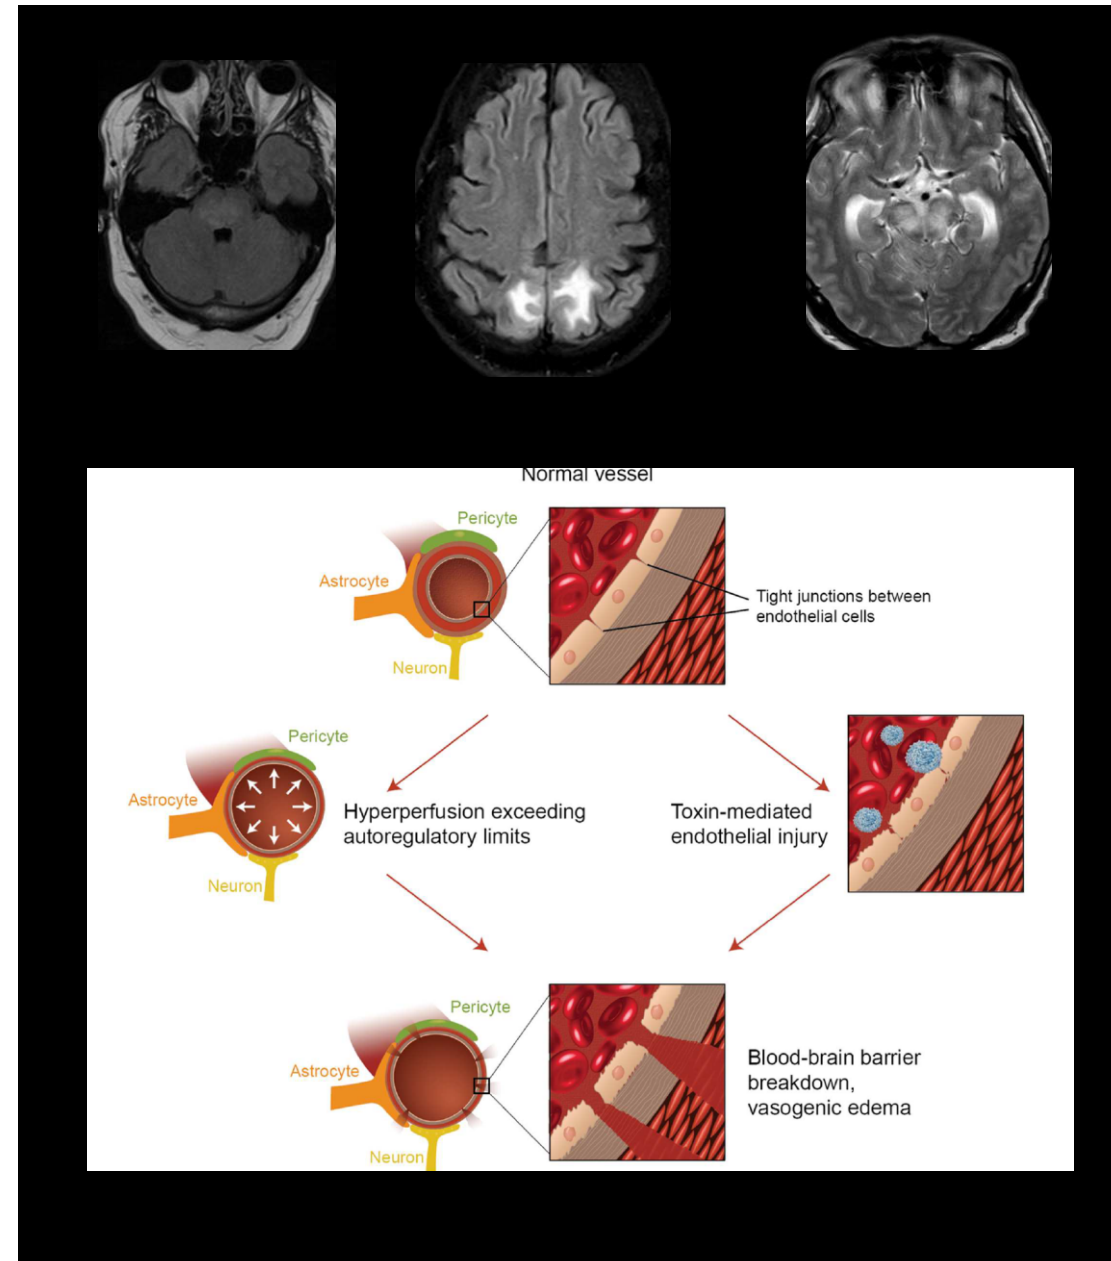 Normal vessel
Pericyte
Astrocyte
Tight junctions between
endothelial cells
Neuron
Pericyte
Astrocyte
Hyperperfusion exceeding
autoregulatory limits
Toxin-mediated
endothelial injury
Neuron
Pericyte
Astrocyte
Blood-brain barrier
breakdown,
vasogenic edema
Neuron